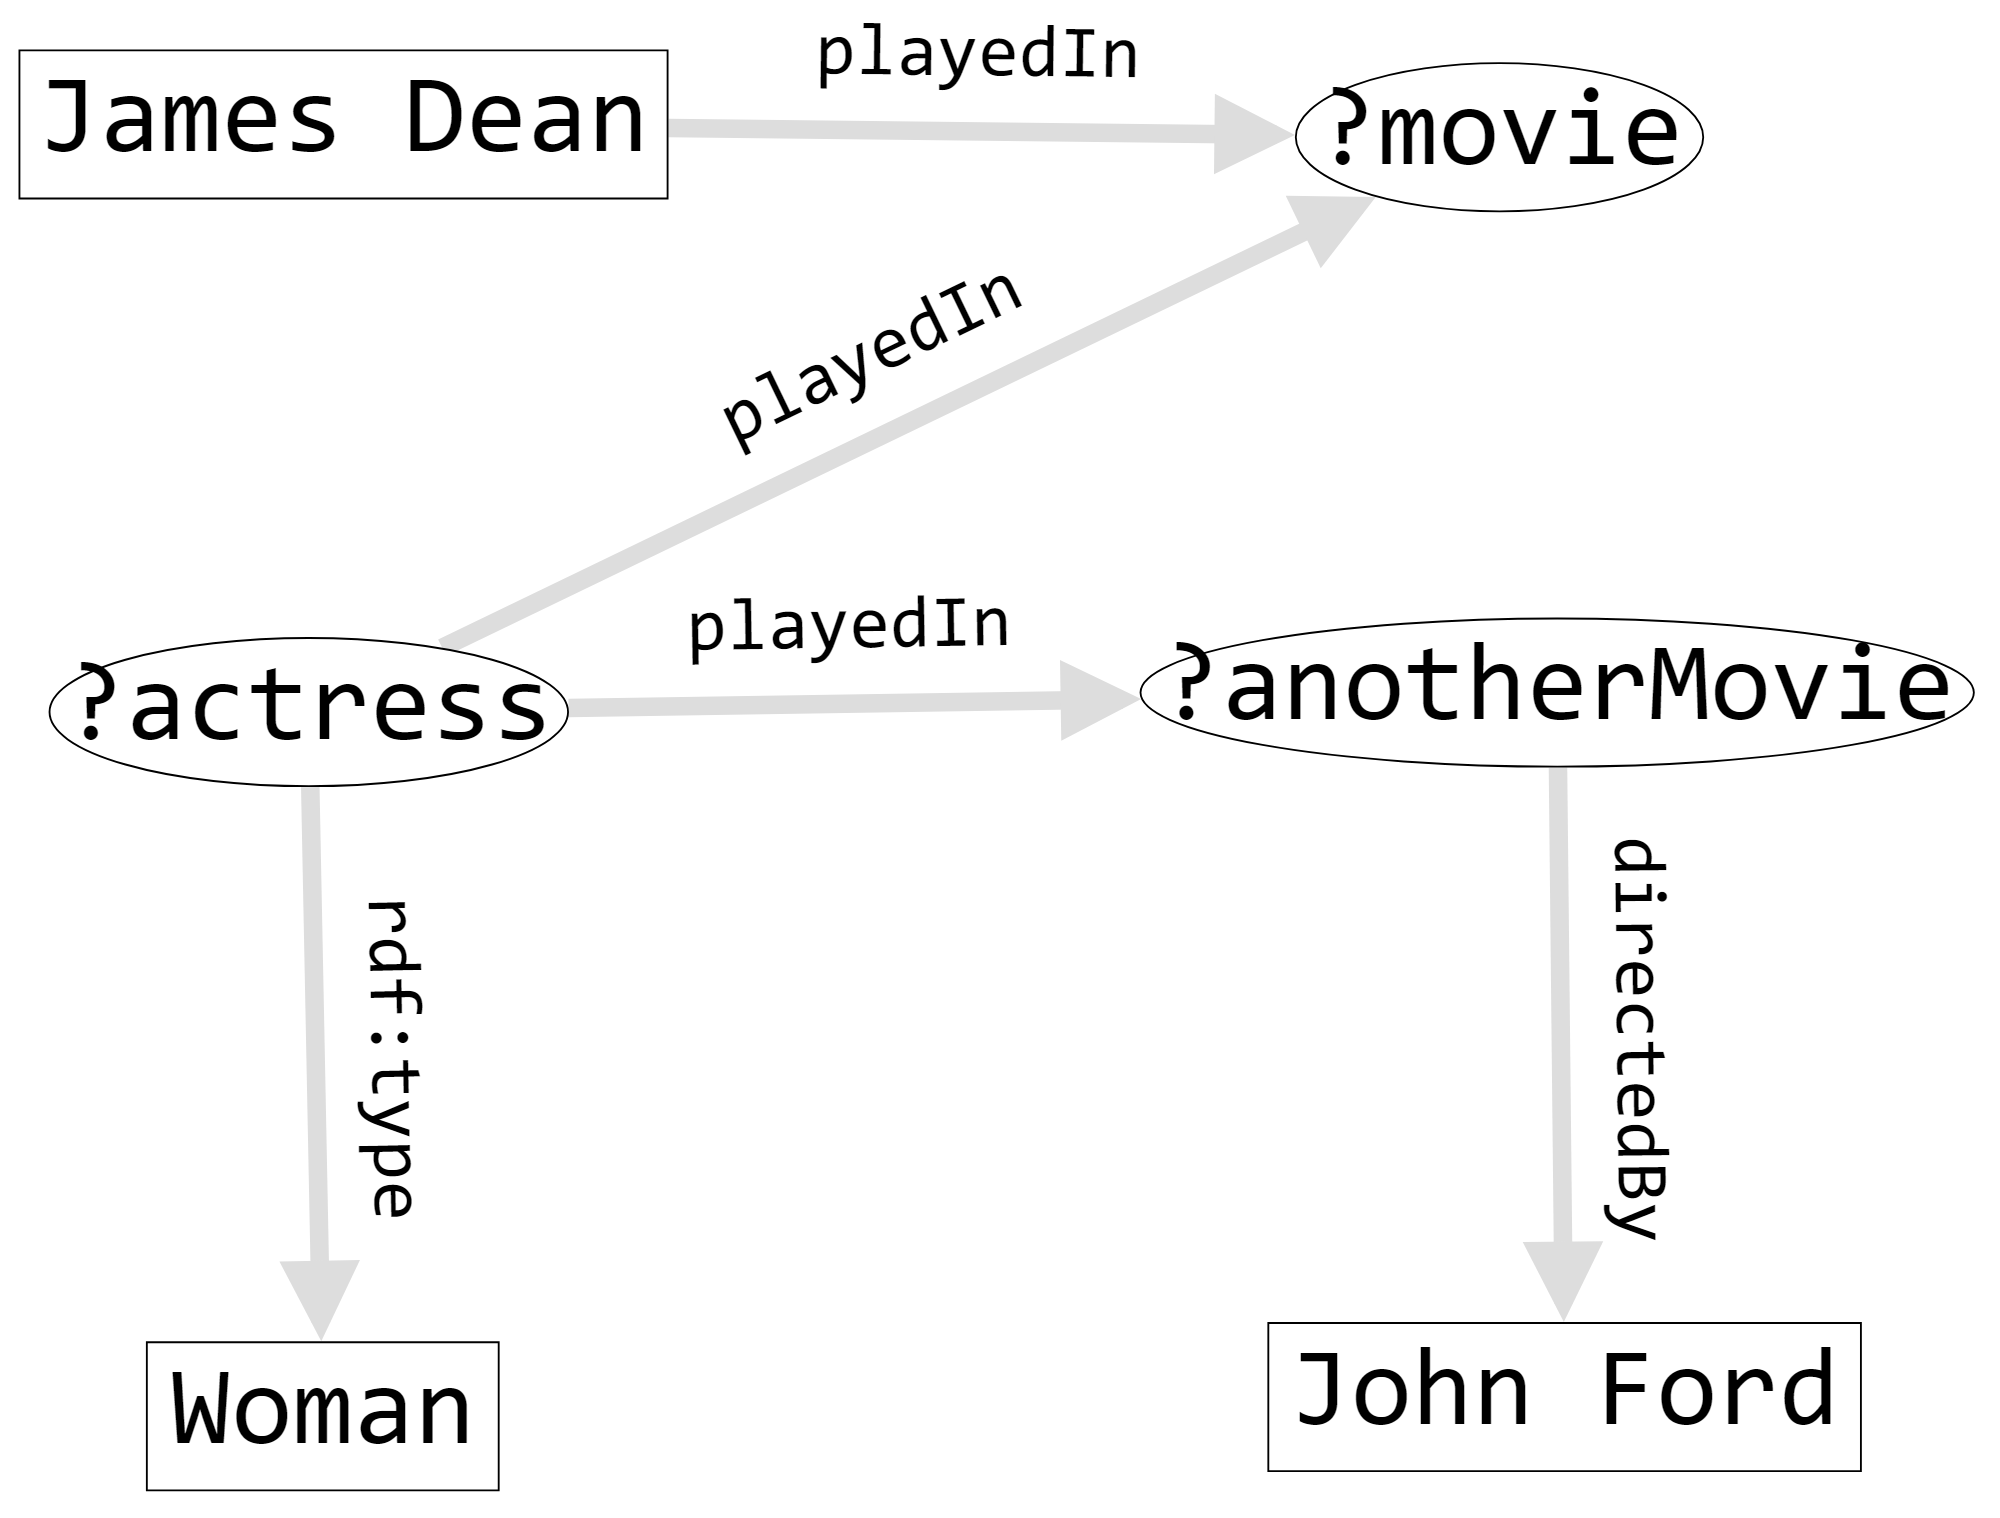 James Dean
playedIn
?movie
playedIn
?actress
playedIn
?anotherMovie
rdf:type
directedBy
Woman
John Ford